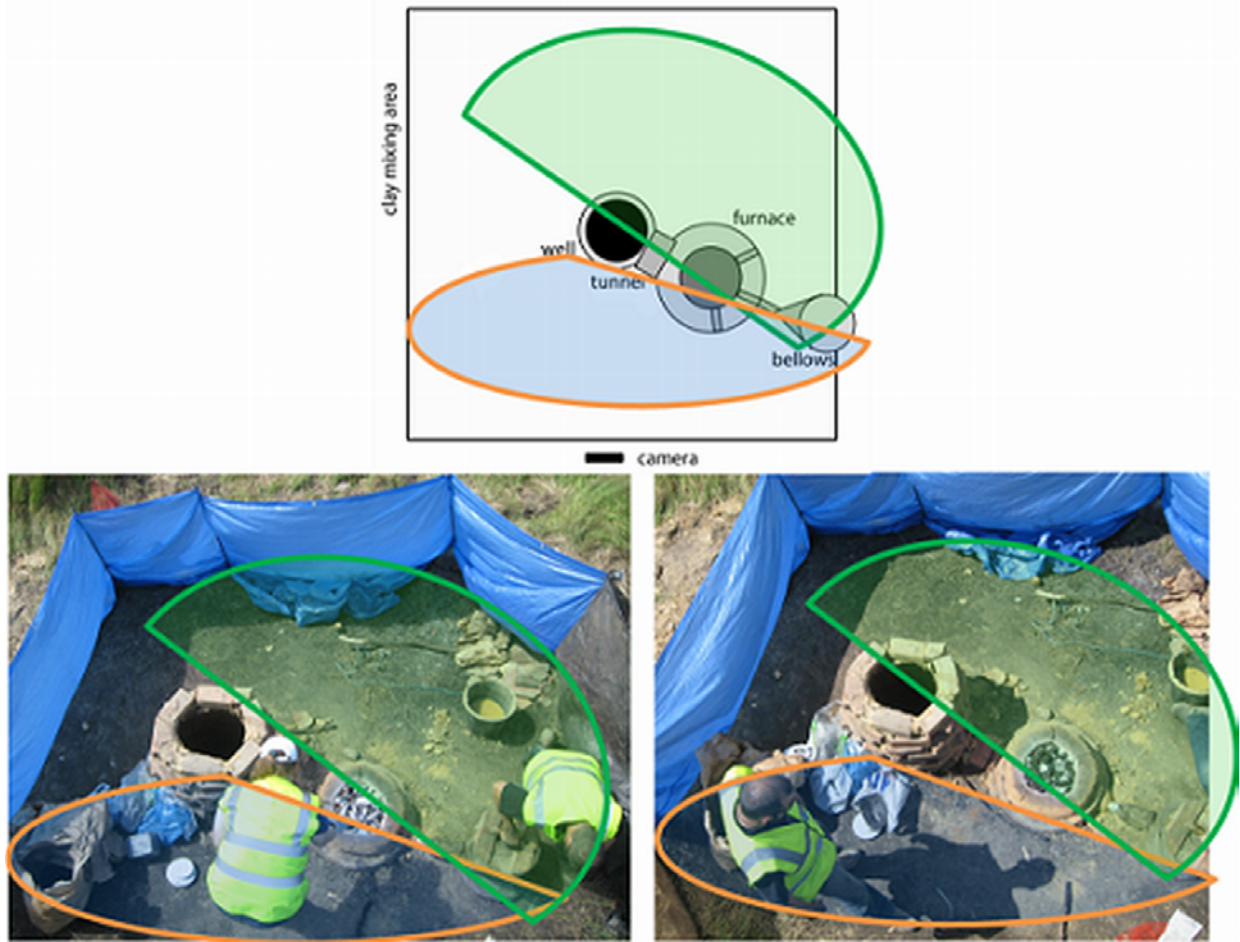 clay mixing area
furnace
well
tunnel
bellows
camera